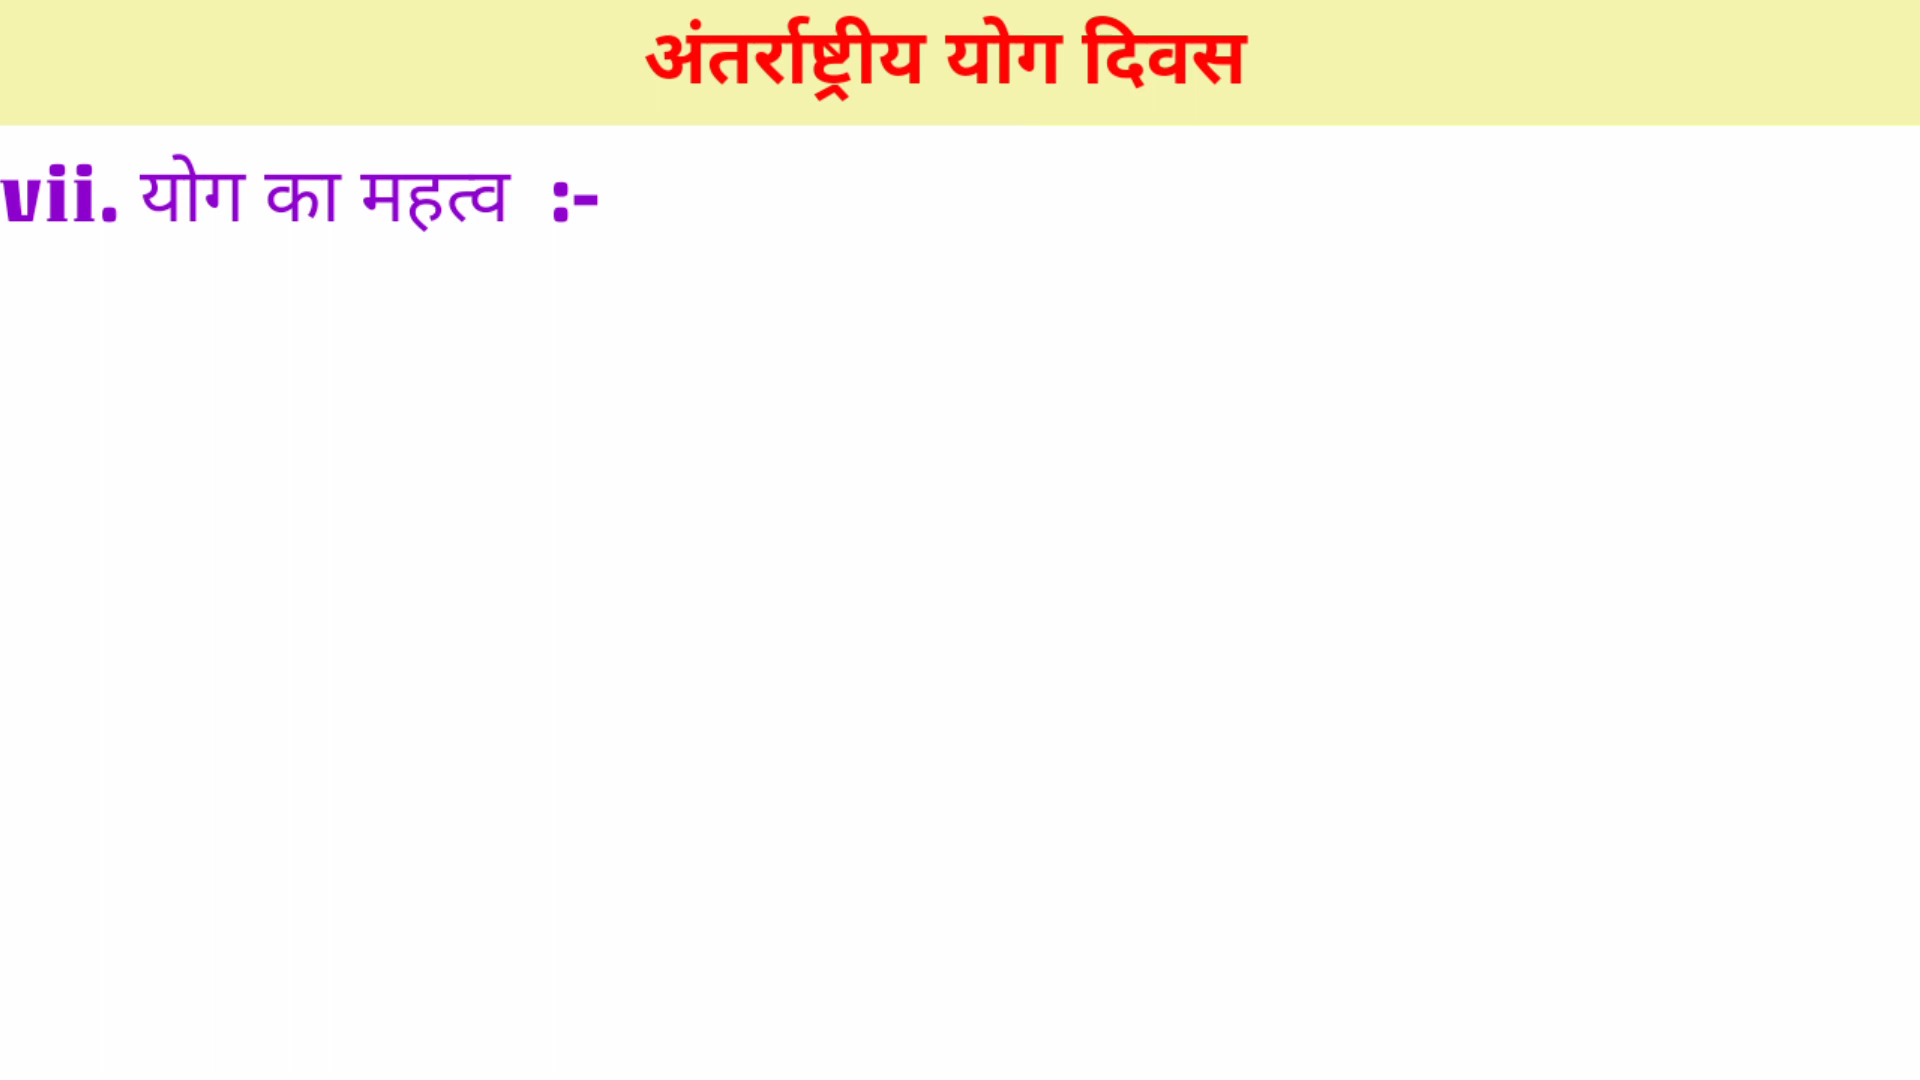 अंतर्राष्ट्रीय योग दिवस
vii. योग का महत्व :-